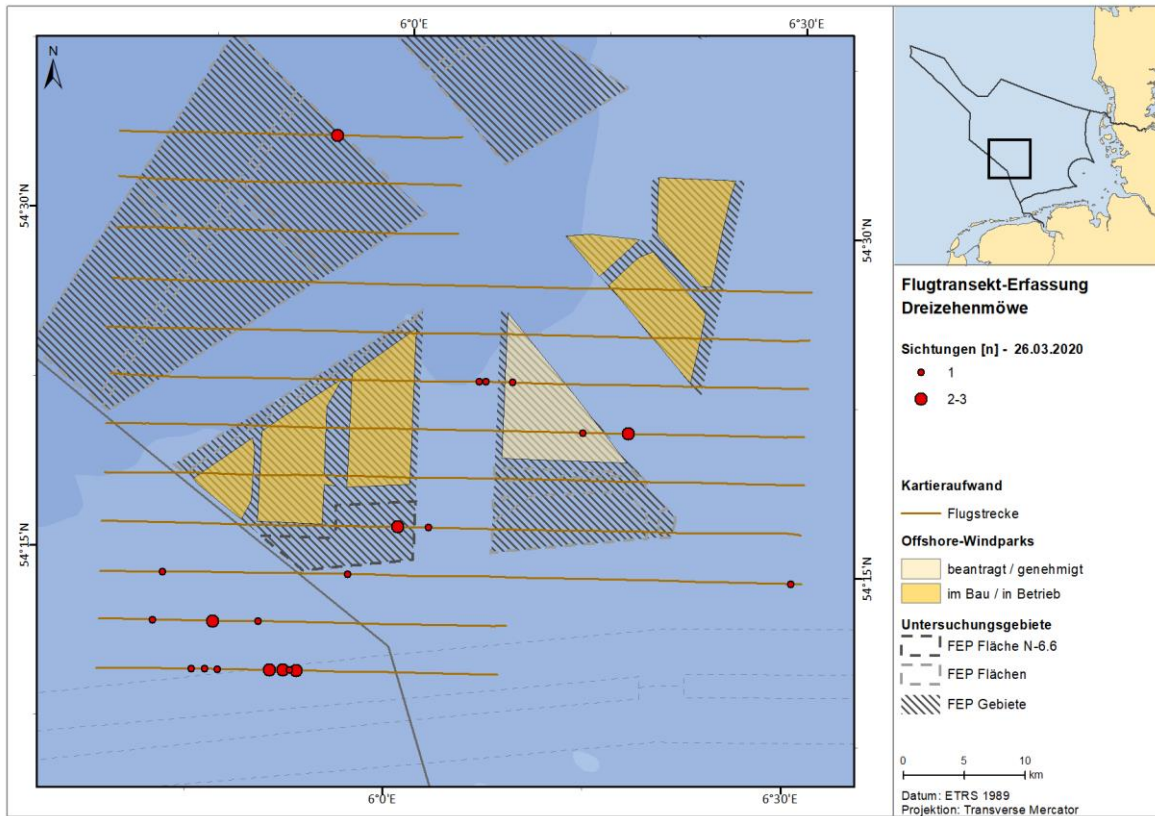 6°0'E
6°30'E
N
54°30'N
54°30'N
54°15'N
54°15'N
6°0'E
6°30'E
Flugtransekt-Erfassung
Dreizehenmöwe
Sichtungen [n] - 26.03.2020
1
2-3
Kartieraufwand
Flugstrecke
Offshore-Windparks
beantragt / genehmigt
im Bau / in Betrieb
Untersuchungsgebiete
FEP Fläche N-6.6
FEP Flächen
FEP Gebiete
0 5 10
km
Datum: ETRS 1989
Projektion: Transverse Mercator